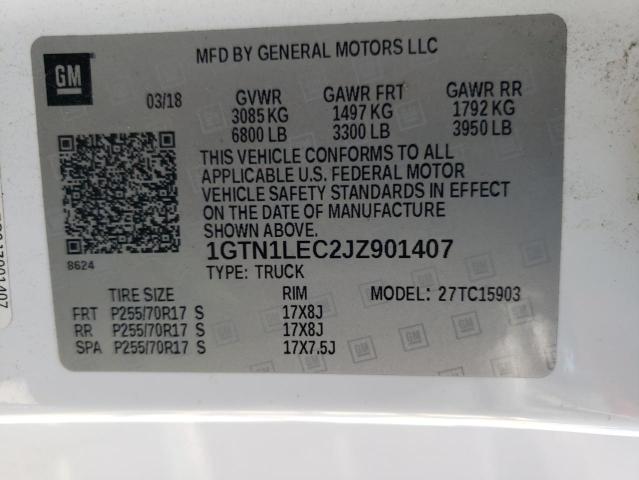 GM
MFD BY GENERAL MOTORS LLC
03/18 GVWR GAWR FRT GAWR RR
3085 KG 1497 KG 1792 KG
6800 LB 3300 LB 3950 LB
THIS VEHICLE CONFORMS TO ALL
APPLICABLE U.S. FEDERAL MOTOR
VEHICLE SAFETY STANDARDS IN EFFECT
ON THE DATE OF MANUFACTURE
SHOWN ABOVE.
8624
1GTN1LEC2JZ901407
TYPE: TRUCK
TIRE SIZE RIM MODEL: 27TC15903
FRT P255/70R17 S 17X8J
RR P255/70R17 S 17X8J
SPA P255/70R17 S 17X7.5J